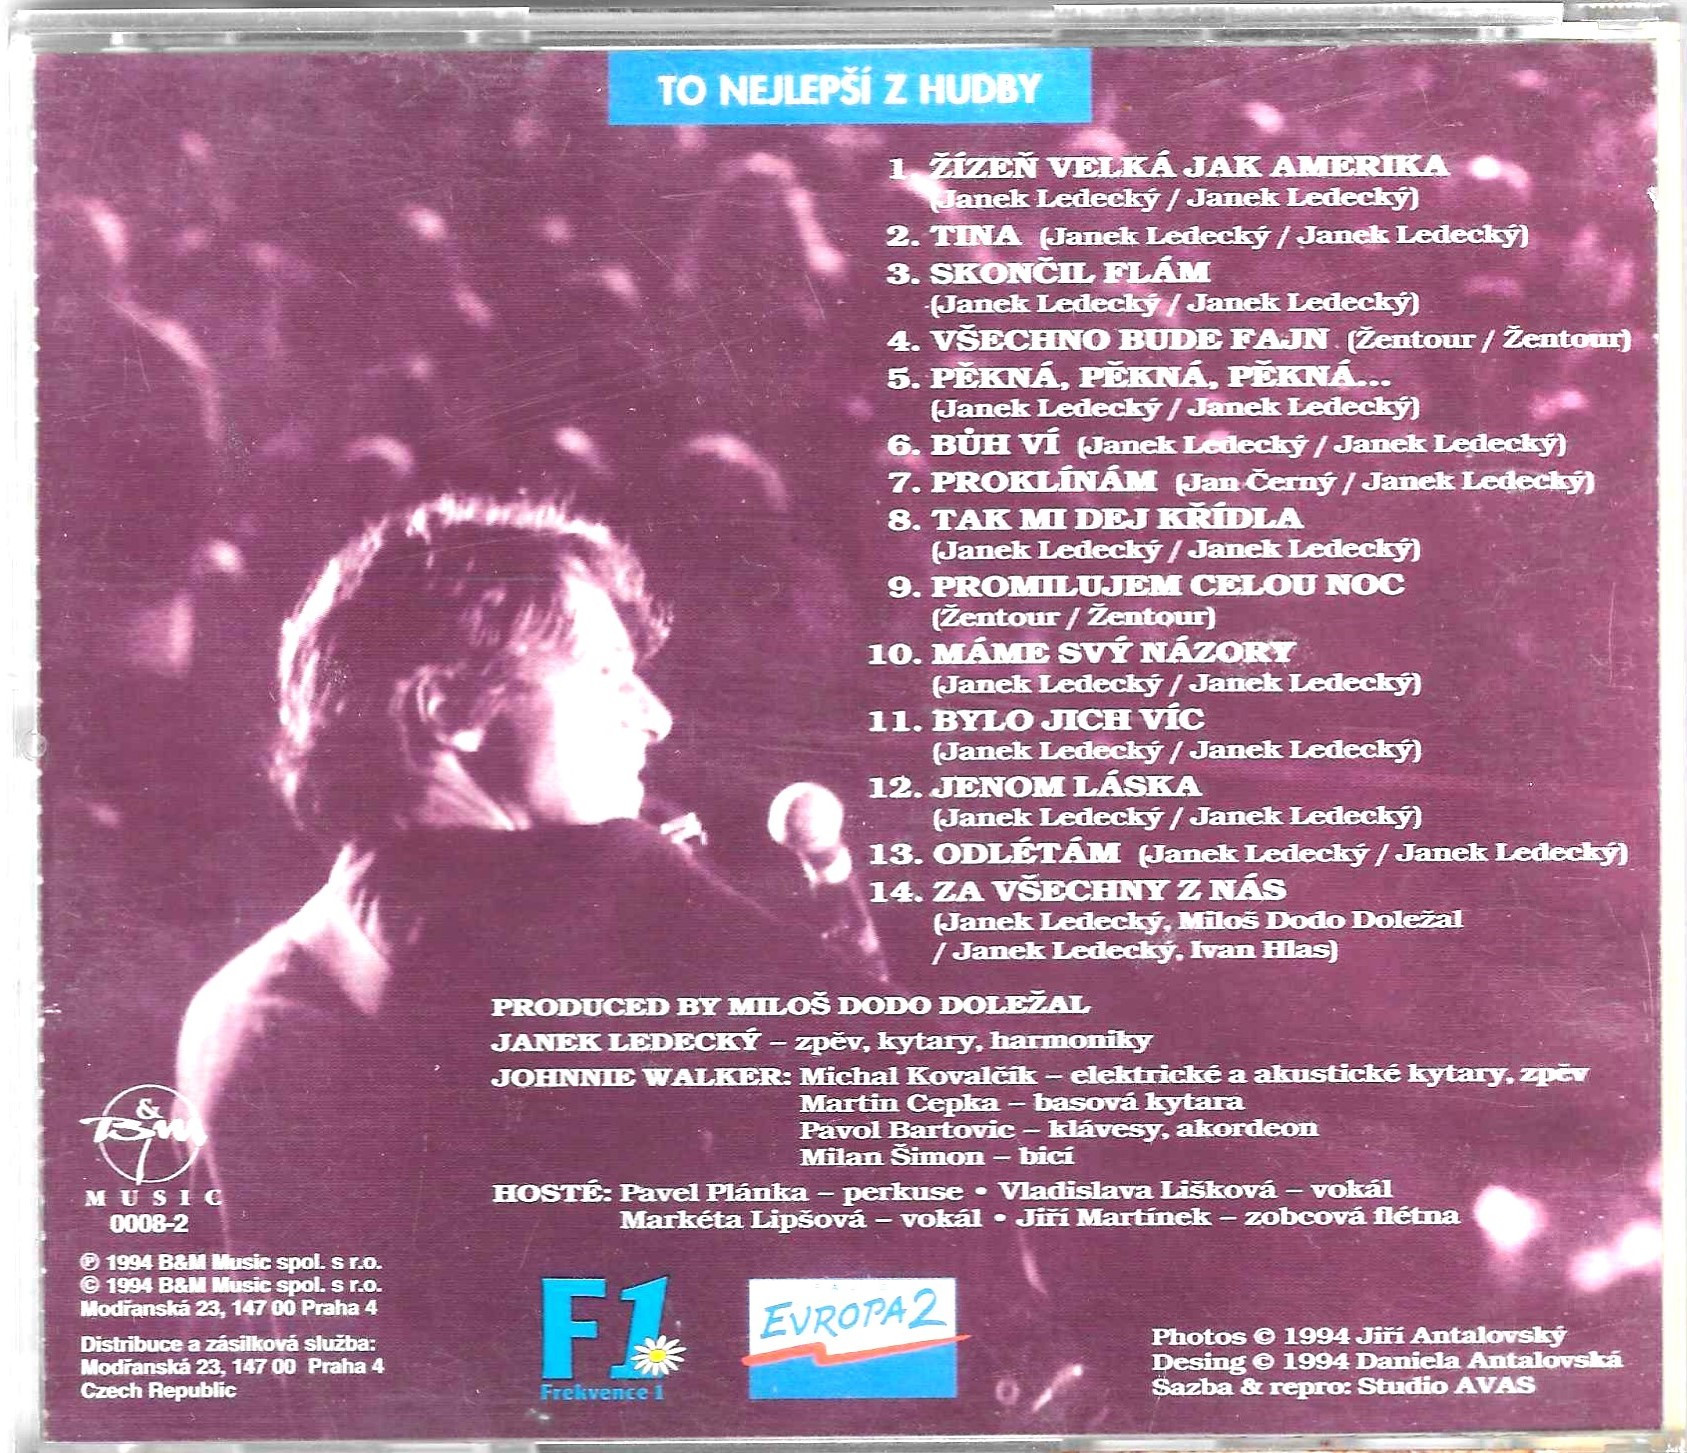 TO NEJLEPŠÍ Z HUDBY
1 ŽÍZEŇ VELKÁ JAK AMERIKA
(Janek Ledecký / Janek Ledecký)
2. TINA (Janek Ledecký / Janek Ledecký)
3. SKONČIL FLÁM
(Janek Ledecký / Janek Ledecký)
4. VŠECHNO BUDE FAJN (Žentour / Žentour)
5. PĚKNÁ, PĚKNÁ, PĚKNÁ...
(Janek Ledecký / Janek Ledecký)
6. BŮH VÍ (Janek Ledecký / Janek Ledecký)
7. PROKLÍNÁM (Jan Černý / Janek Ledecký)
8. TAK MI DEJ KŘÍDLA
(Janek Ledecký / Janek Ledecký)
9. PROMILUJEM CELOU NOC
(Žentour / Žentour)
10. MÁME SVÝ NÁZORY
(Janek Ledecký / Janek Ledecký)
11. BYLO JICH VÍC
(Janek Ledecký / Janek Ledecký)
12. JENOM LÁSKA
(Janek Ledecký / Janek Ledecký)
13. ODLÉTÁM (Janek Ledecký / Janek Ledecký)
14. ZA VŠECHNY Z NÁS
(Janek Ledecký, Miloš Dodo Doležal
/ Janek Ledecký, Ivan Hlas)
PRODUCED BY MILOŠ DODO DOLEŽAL
JANEK LEDECKÝ – zpěv, kytary, harmoniky
JOHNNIE WALKER: Michal Kovalčík – elektrické a akustické kytary, zpěv
Martin Cepka – basová kytara
Pavol Bartovic – klávesy, akordeon
Milan Šimon – bicí
HOSTÉ: Pavel Plánka – perkuse • Vladislava Lišková – vokál
Markéta Lipšová – vokál • Jiří Martínek – zobcová flétna
B & M
MUSIC
0008-2
℗ 1994 B&M Music spol. s r.o.
© 1994 B&M Music spol. s r.o.
Modřanská 23, 147 00 Praha 4
Distribuce a zásilková služba:
Modřanská 23, 147 00 Praha 4
Czech Republic
F1
Frekvence 1
EVROPA 2
Photos © 1994 Jiří Antalovský
Desing © 1994 Daniela Antalovská
Sazba & repro: Studio AVAS